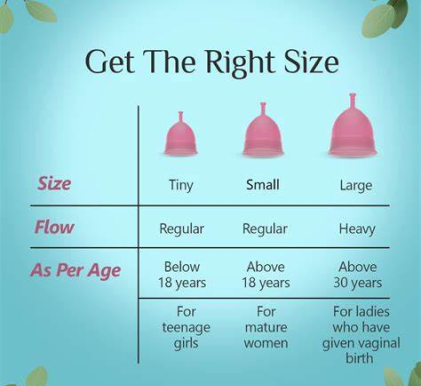 Get The Right Size
Size Tiny Small Large
Flow Regular Regular Heavy
As Per Age Below Above Above
18 years 18 years 30 years
For For For ladies
teenage mature who have
girls women given vaginal
birth